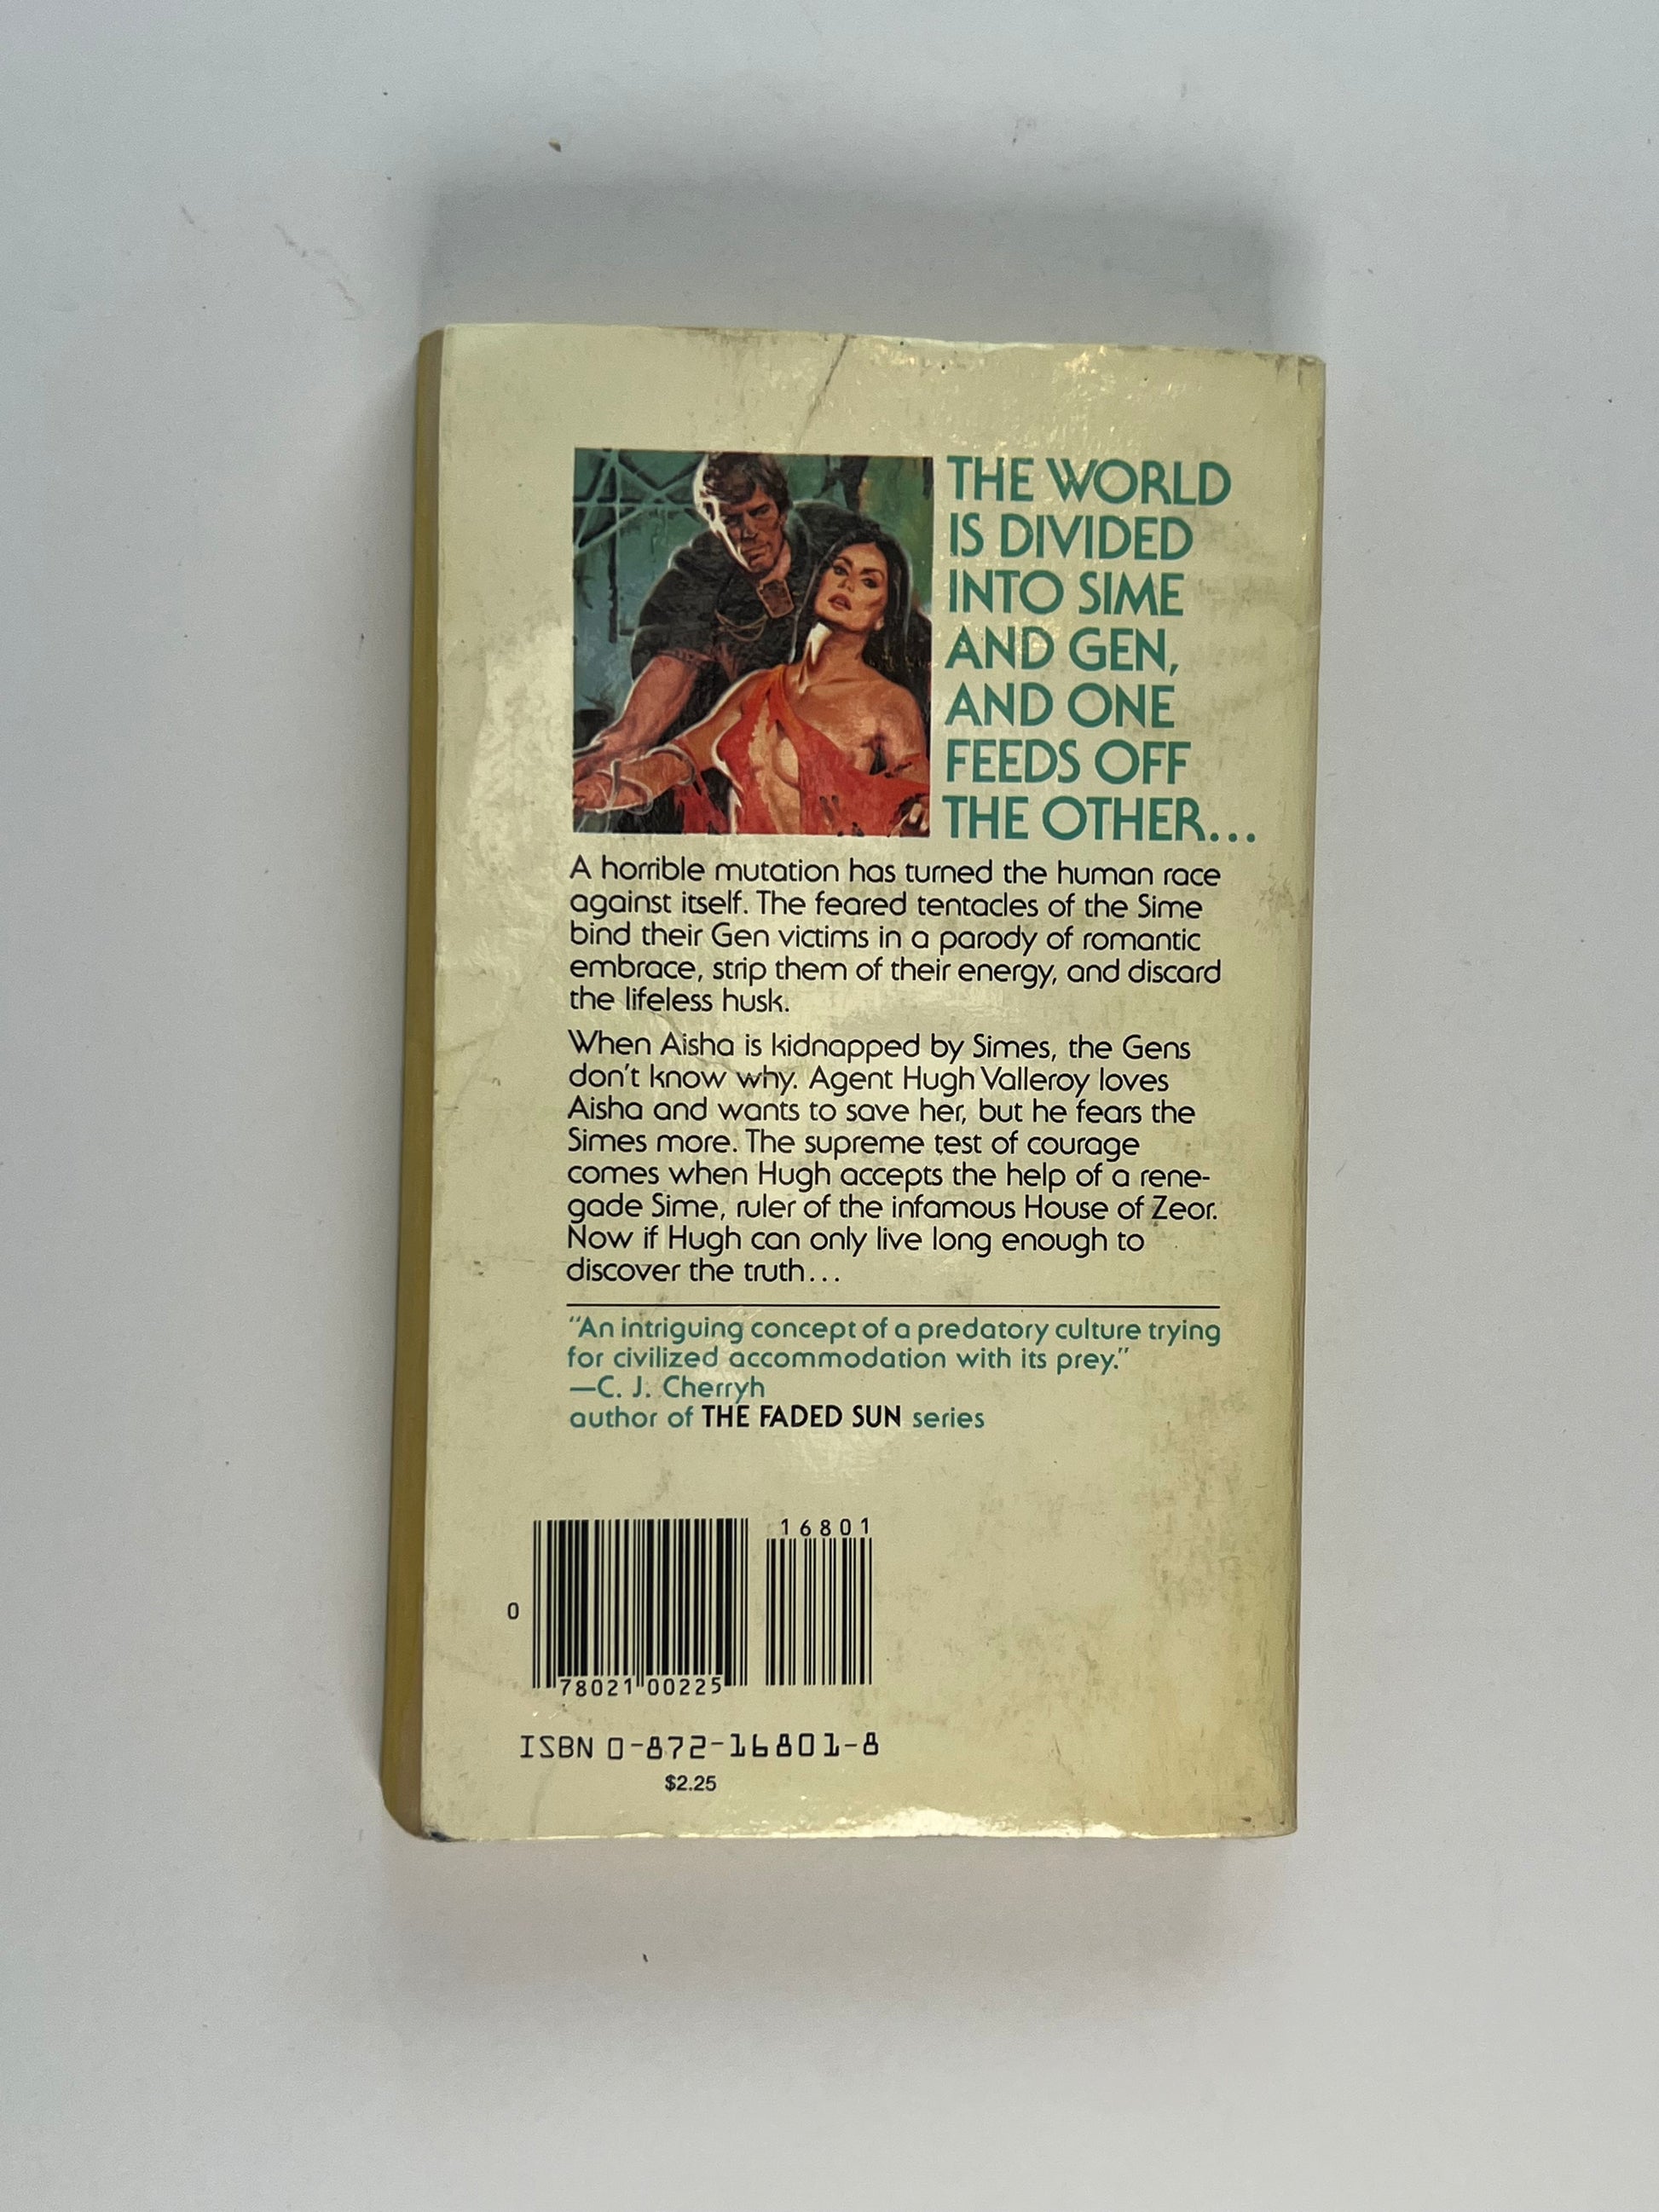 THE WORLD
IS DIVIDED
INTO SIME
AND GEN,
AND ONE
FEEDS OFF
THE OTHER...
A horrible mutation has turned the human race
against itself. The feared tentacles of the Sime
bind their Gen victims in a parody of romantic
embrace, strip them of their energy, and discard
the lifeless husk.
When Aisha is kidnapped by Simes, the Gens
don't know why. Agent Hugh Valleroy loves
Aisha and wants to save her, but he fears the
Simes more. The supreme test of courage
comes when Hugh accepts the help of a rene-
gade Sime, ruler of the infamous House of Zeor.
Now if Hugh can only live long enough to
discover the truth...
"An intriguing concept of a predatory culture trying
for civilized accommodation with its prey."
—C. J. Cherryh
author of THE FADED SUN series
16801
0
78021 00225
ISBN 0-872-16801-8
$2.25